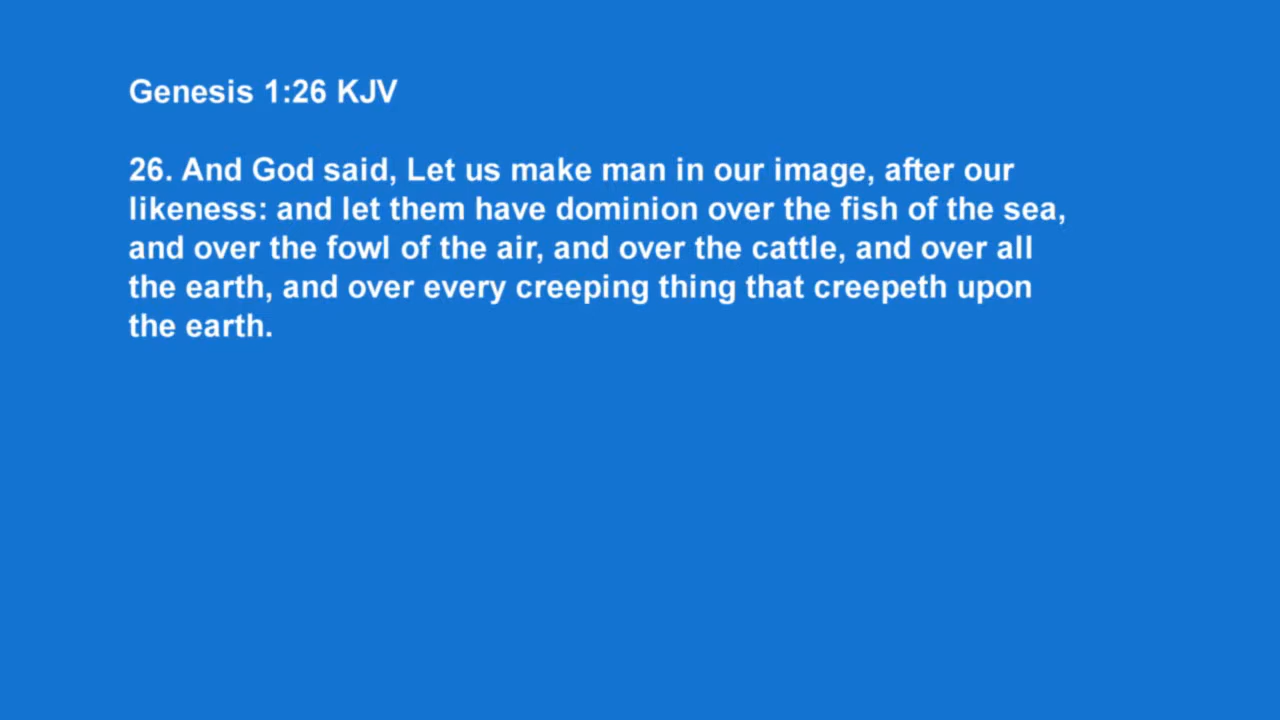 Genesis 1:26 KJV
26. And God said, Let us make man in our image, after our
likeness: and let them have dominion over the fish of the sea,
and over the fowl of the air, and over the cattle, and over all
the earth, and over every creeping thing that creepeth upon
the earth.